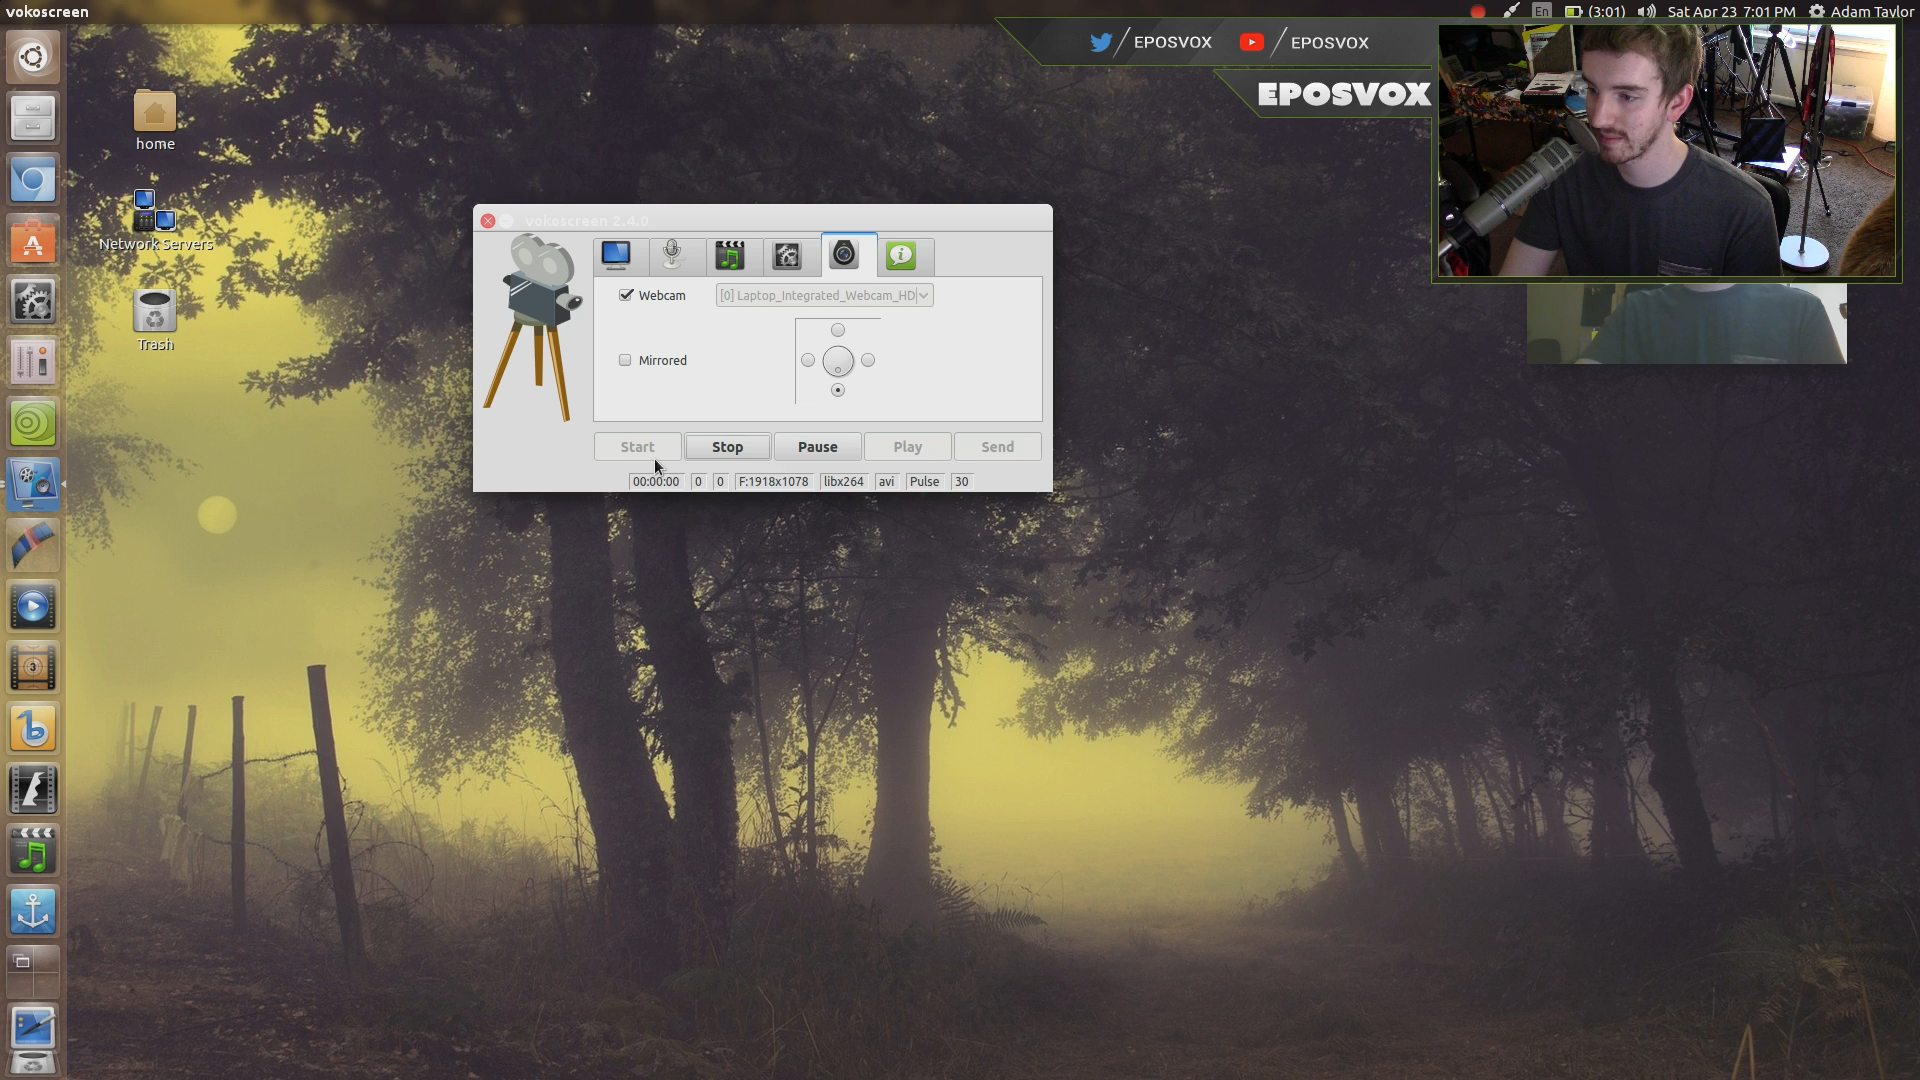 vokoscreen
En
(3:01)
Sat Apr 23 7:01 PM
Adam Taylor
EPOSVOX
EPOSVOX
EPOSVOX
home
Network Servers
Trash
vokoscreen 2.4.0
Webcam
[0] Laptop_Integrated_Webcam_HD
Mirrored
Start
Stop
Pause
Play
Send
00:00:00
0
0
F:1918x1078
libx264
avi
Pulse
30